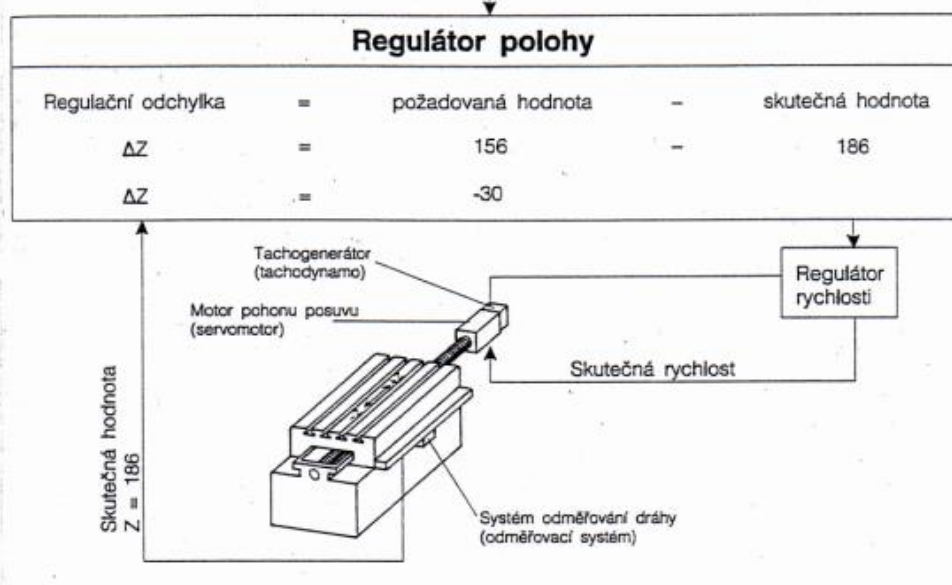 Regulátor polohy
Regulační odchylka = požadovaná hodnota - skutečná hodnota
ΔZ = 156 - 186
ΔZ = -30
Tachogenerátor
(tachodynamo)
Motor pohonu posuvu
(servomotor)
Regulátor
rychlosti
Skutečná rychlost
Skutečná hodnota
Z = 186
Systém odměřování dráhy
(odměřovací systém)